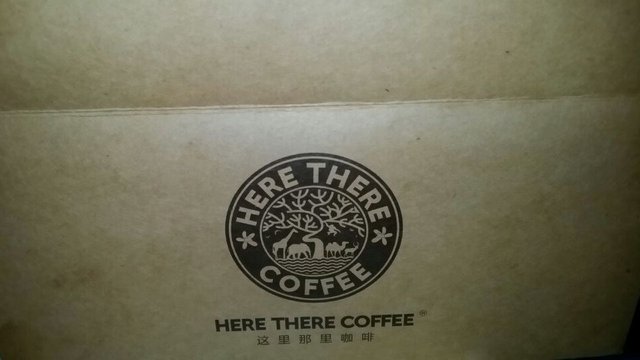 HERE THERE
COFFEE
HERE THERE COFFEE ®
这里那里咖啡